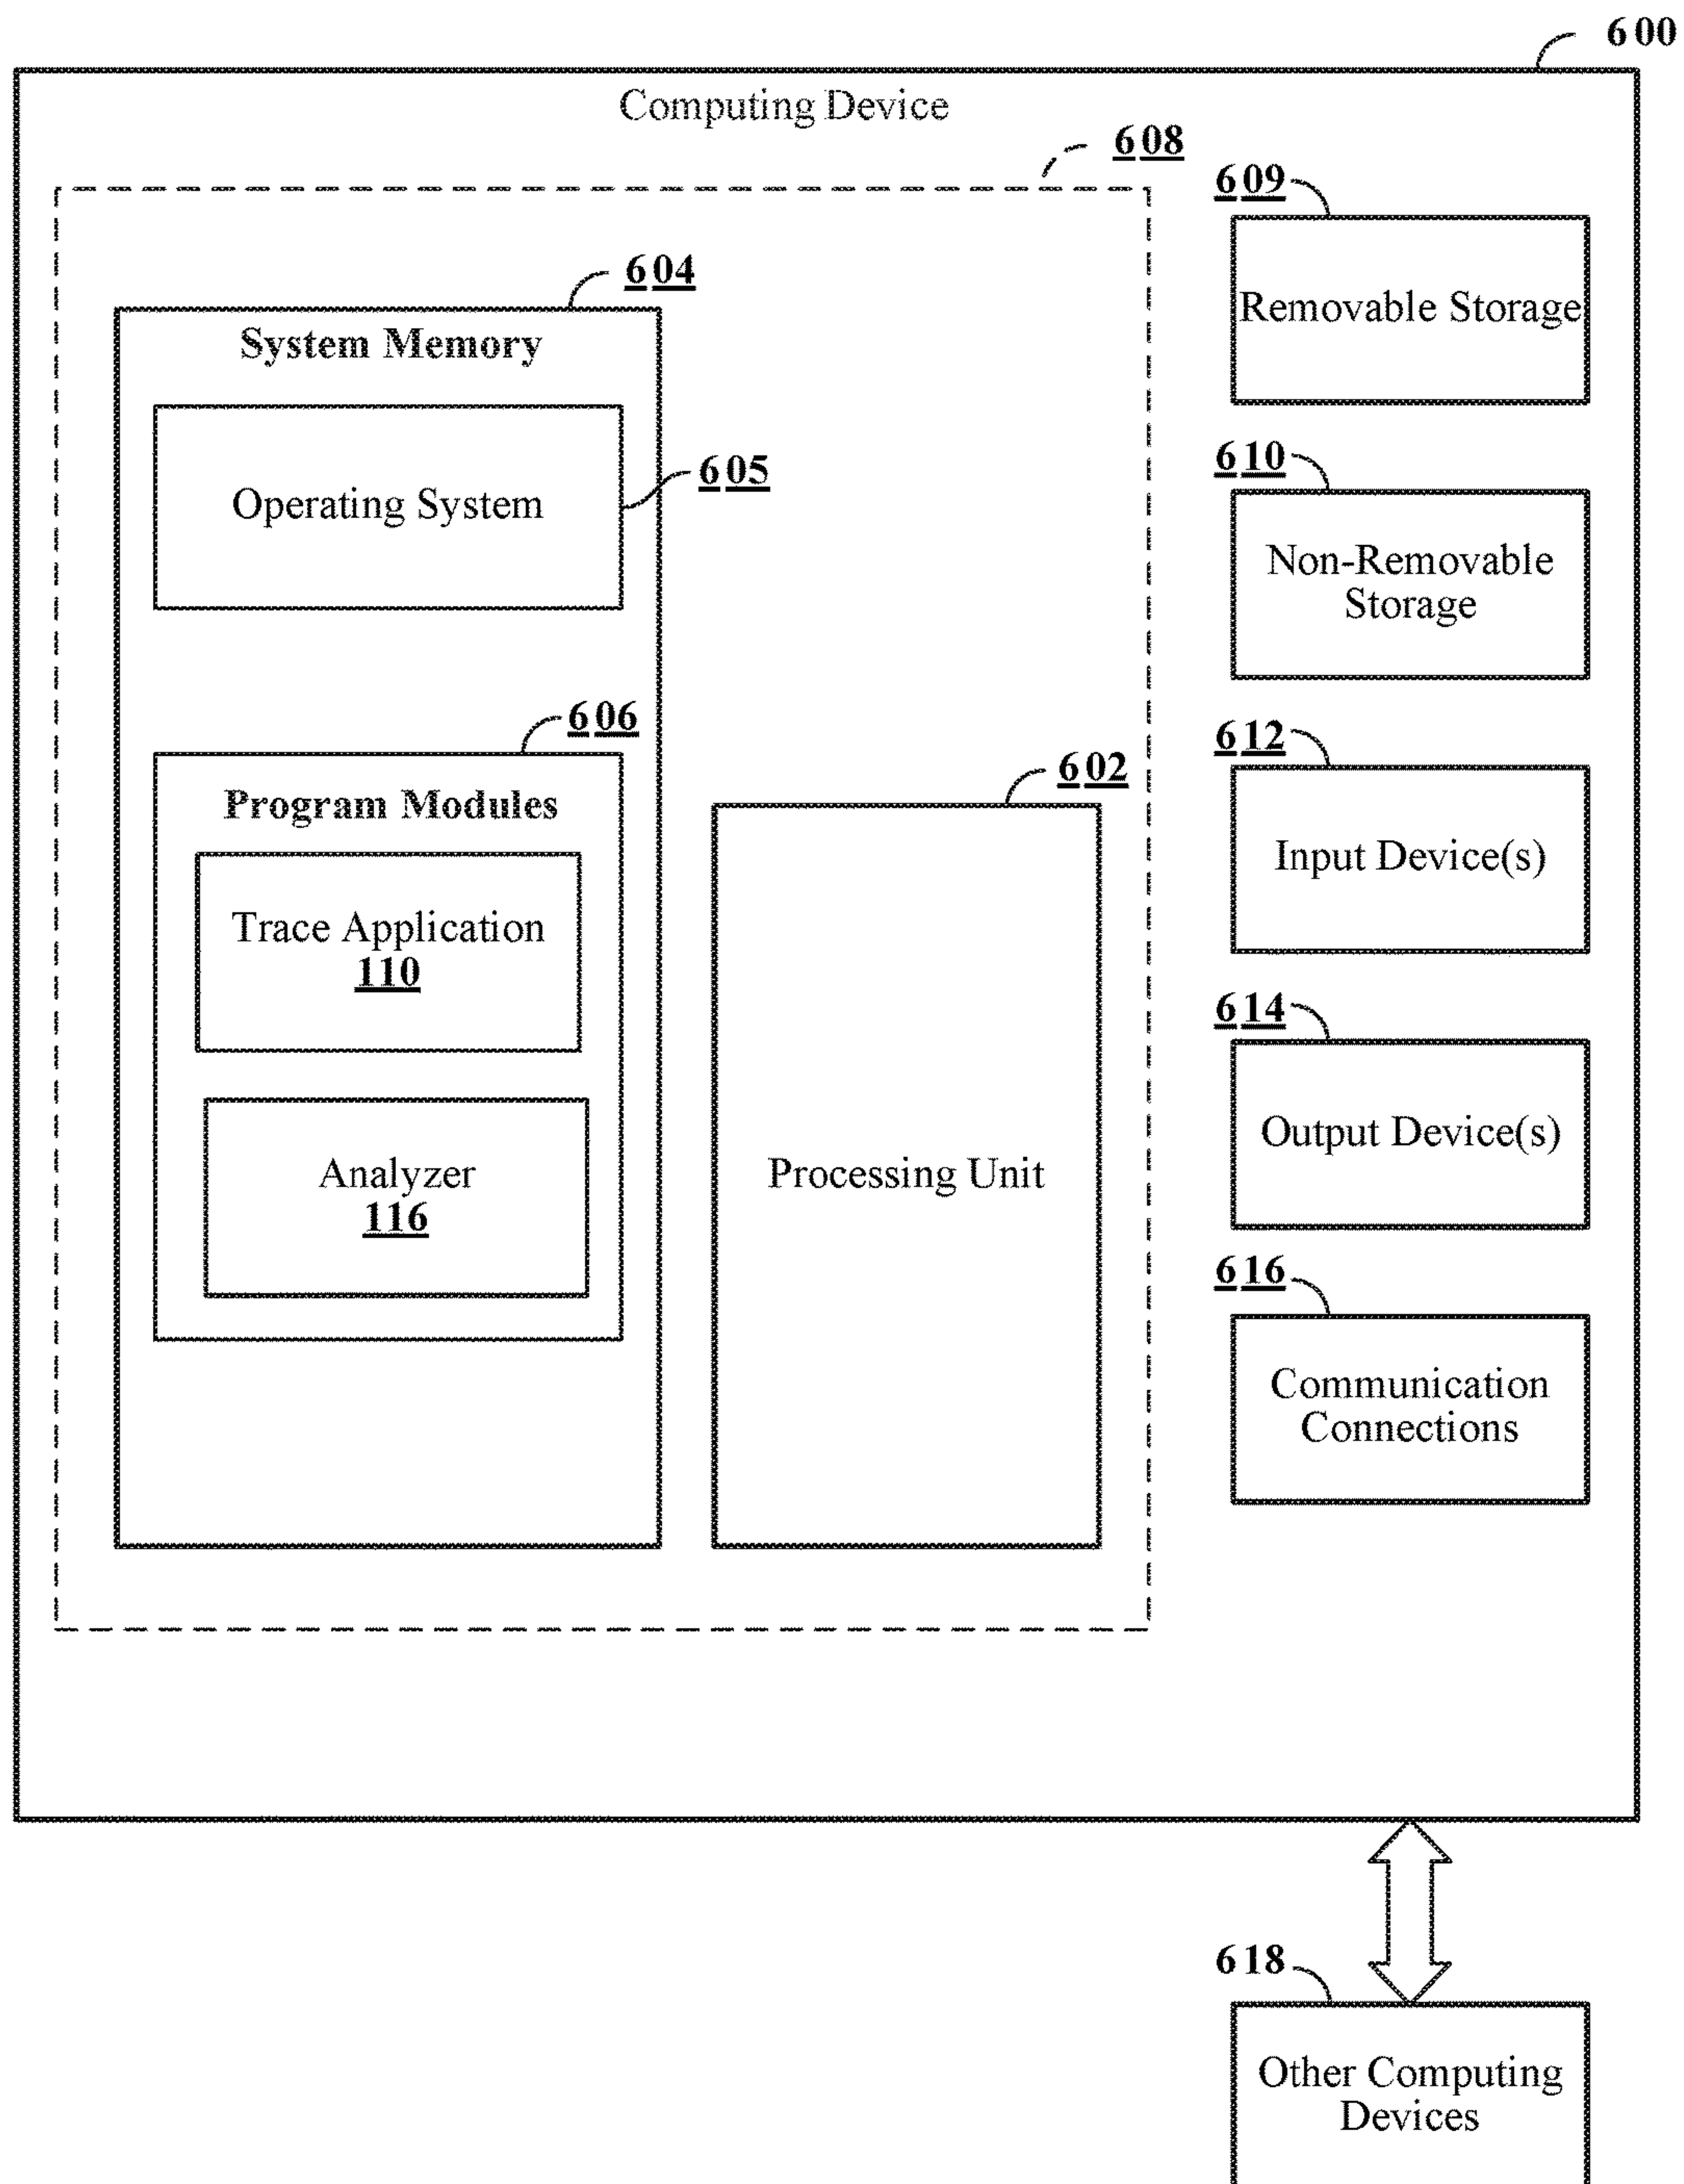 600
Computing Device
608
609
Removable Storage
604
System Memory
Operating System
605
610
Non-Removable
Storage
606
Program Modules
Trace Application
110
Analyzer
116
602
Processing Unit
612
Input Device(s)
614
Output Device(s)
616
Communication
Connections
618
Other Computing
Devices